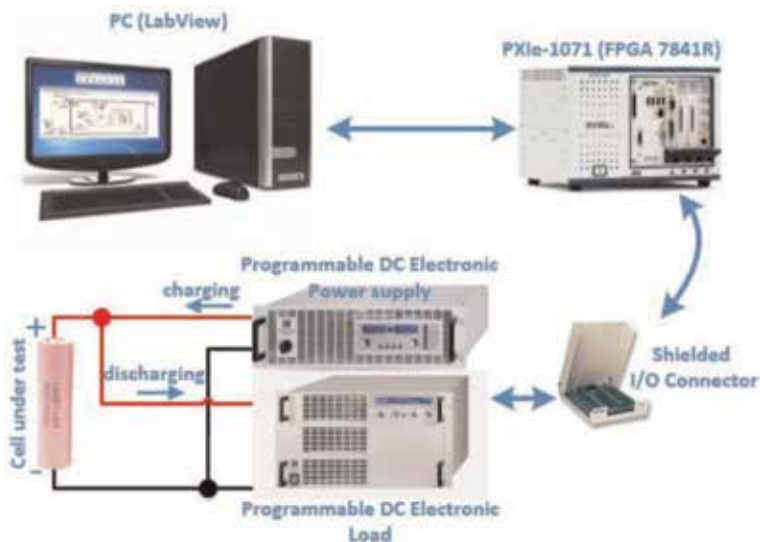 PC (LabView)
PXIe-1071 (FPGA 7841R)
Programmable DC Electronic
Power supply
charging
+
discharging
Cell under test
-
Shielded
I/O Connector
Programmable DC Electronic
Load